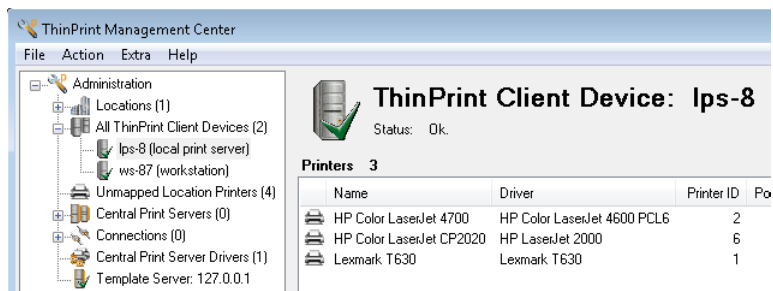 ThinPrint Management Center
File Action Extra Help
Administration
Locations (1)
All ThinPrint Client Devices (2)
lps-8 (local print server)
ws-87 (workstation)
Unmapped Location Printers (4)
Central Print Servers (0)
Connections (0)
Central Print Server Drivers (1)
Template Server: 127.0.0.1
ThinPrint Client Device: lps-8
Status: Ok.
Printers 3
Name Driver Printer ID
HP Color LaserJet 4700 HP Color LaserJet 4600 PCL6 2
HP Color LaserJet CP2020 HP LaserJet 2000 6
Lexmark T630 Lexmark T630 1